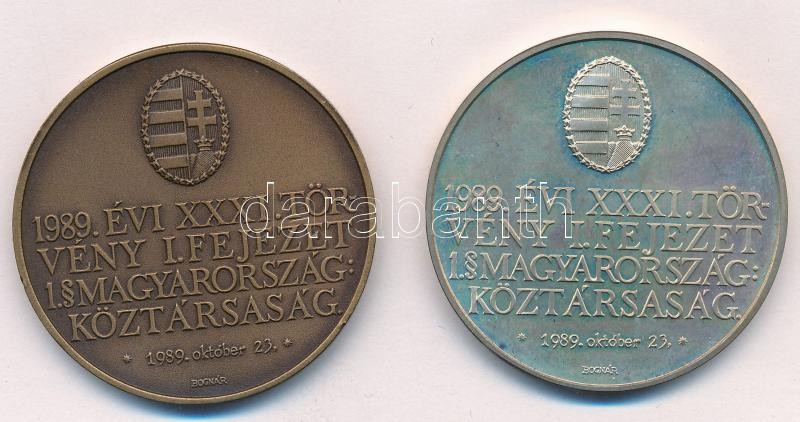 1989. ÉVI XXXI.TÖR-
VÉNY I.FEJEZET
1.§MAGYARORSZÁG:
KÖZTÁRSASÁG.
* 1989. október 23. *
BOGNÁR
1989. ÉVI XXXI.TÖR-
VÉNY I.FEJEZET
1.§MAGYARORSZÁG:
KÖZTÁRSASÁG.
* 1989. október 23. *
BOGNÁR
darabanth